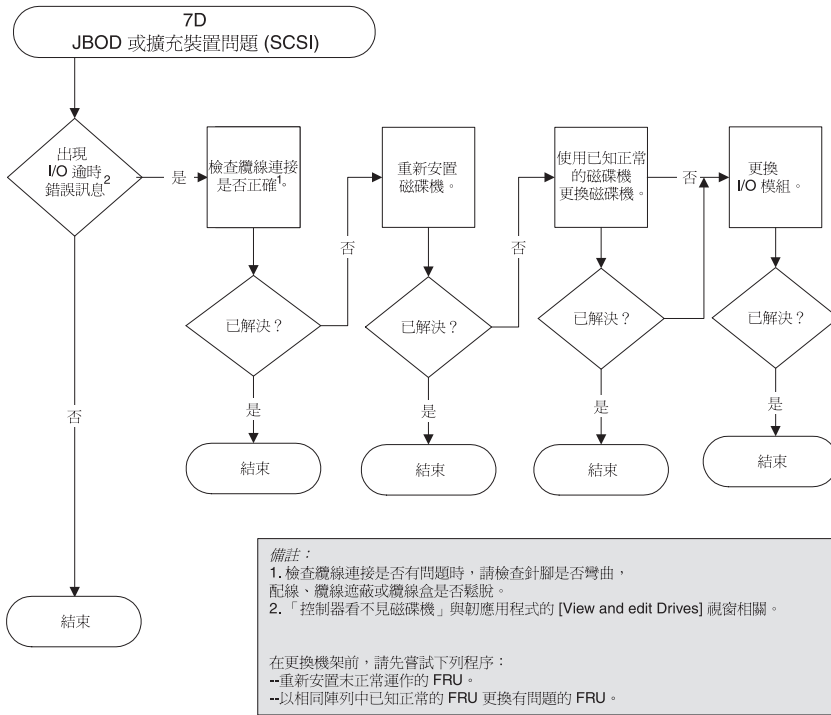 7D
JBOD 或擴充裝置問題 (SCSI)
出現
I/O 逾時
錯誤訊息2
是
檢查纜線連接
是否正確1。
重新安置
磁碟機。
使用已知正常
的磁碟機
更換磁碟機。
否
更換
I/O 模組。
否
否
已解決？
已解決？
已解決？
已解決？
否
是
是
是
是
結束
結束
結束
結束
結束
備註：
1. 檢查纜線連接是否有問題時，請檢查針腳是否彎曲，
配線、纜線遮蔽或纜線盒是否鬆脫。
2. 「控制器看不見磁碟機」與韌應用程式的 [View and edit Drives] 視窗相關。
在更換機架前，請先嘗試下列程序：
--重新安置未正常運作的 FRU。
--以相同陣列中已知正常的 FRU 更換有問題的 FRU。